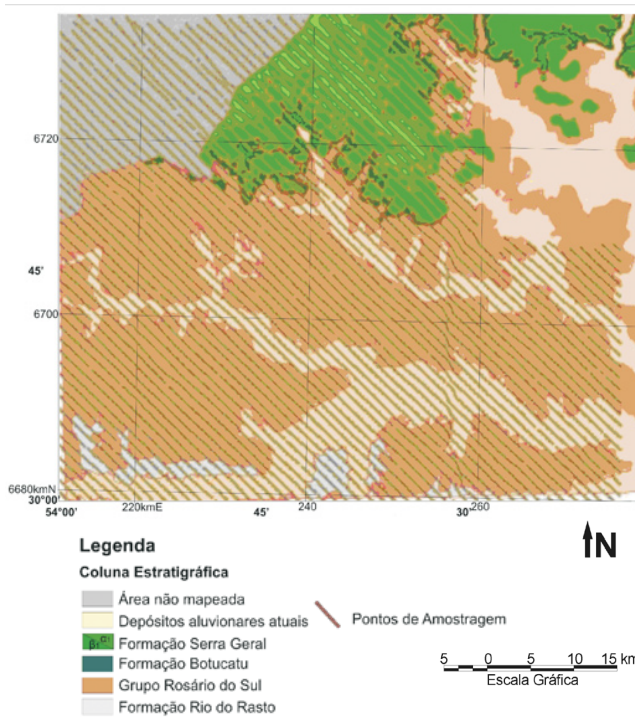 6720
45'
6700
6680kmN
30°00'
54°00'
220kmE
45'
240
30'
260
N
Legenda
Coluna Estratigráfica
Área não mapeada
Depósitos aluvionares atuais
Formação Serra Geral
Formação Botucatu
Grupo Rosário do Sul
Formação Rio do Rasto
Pontos de Amostragem
5 0 5 10 15 km
Escala Gráfica